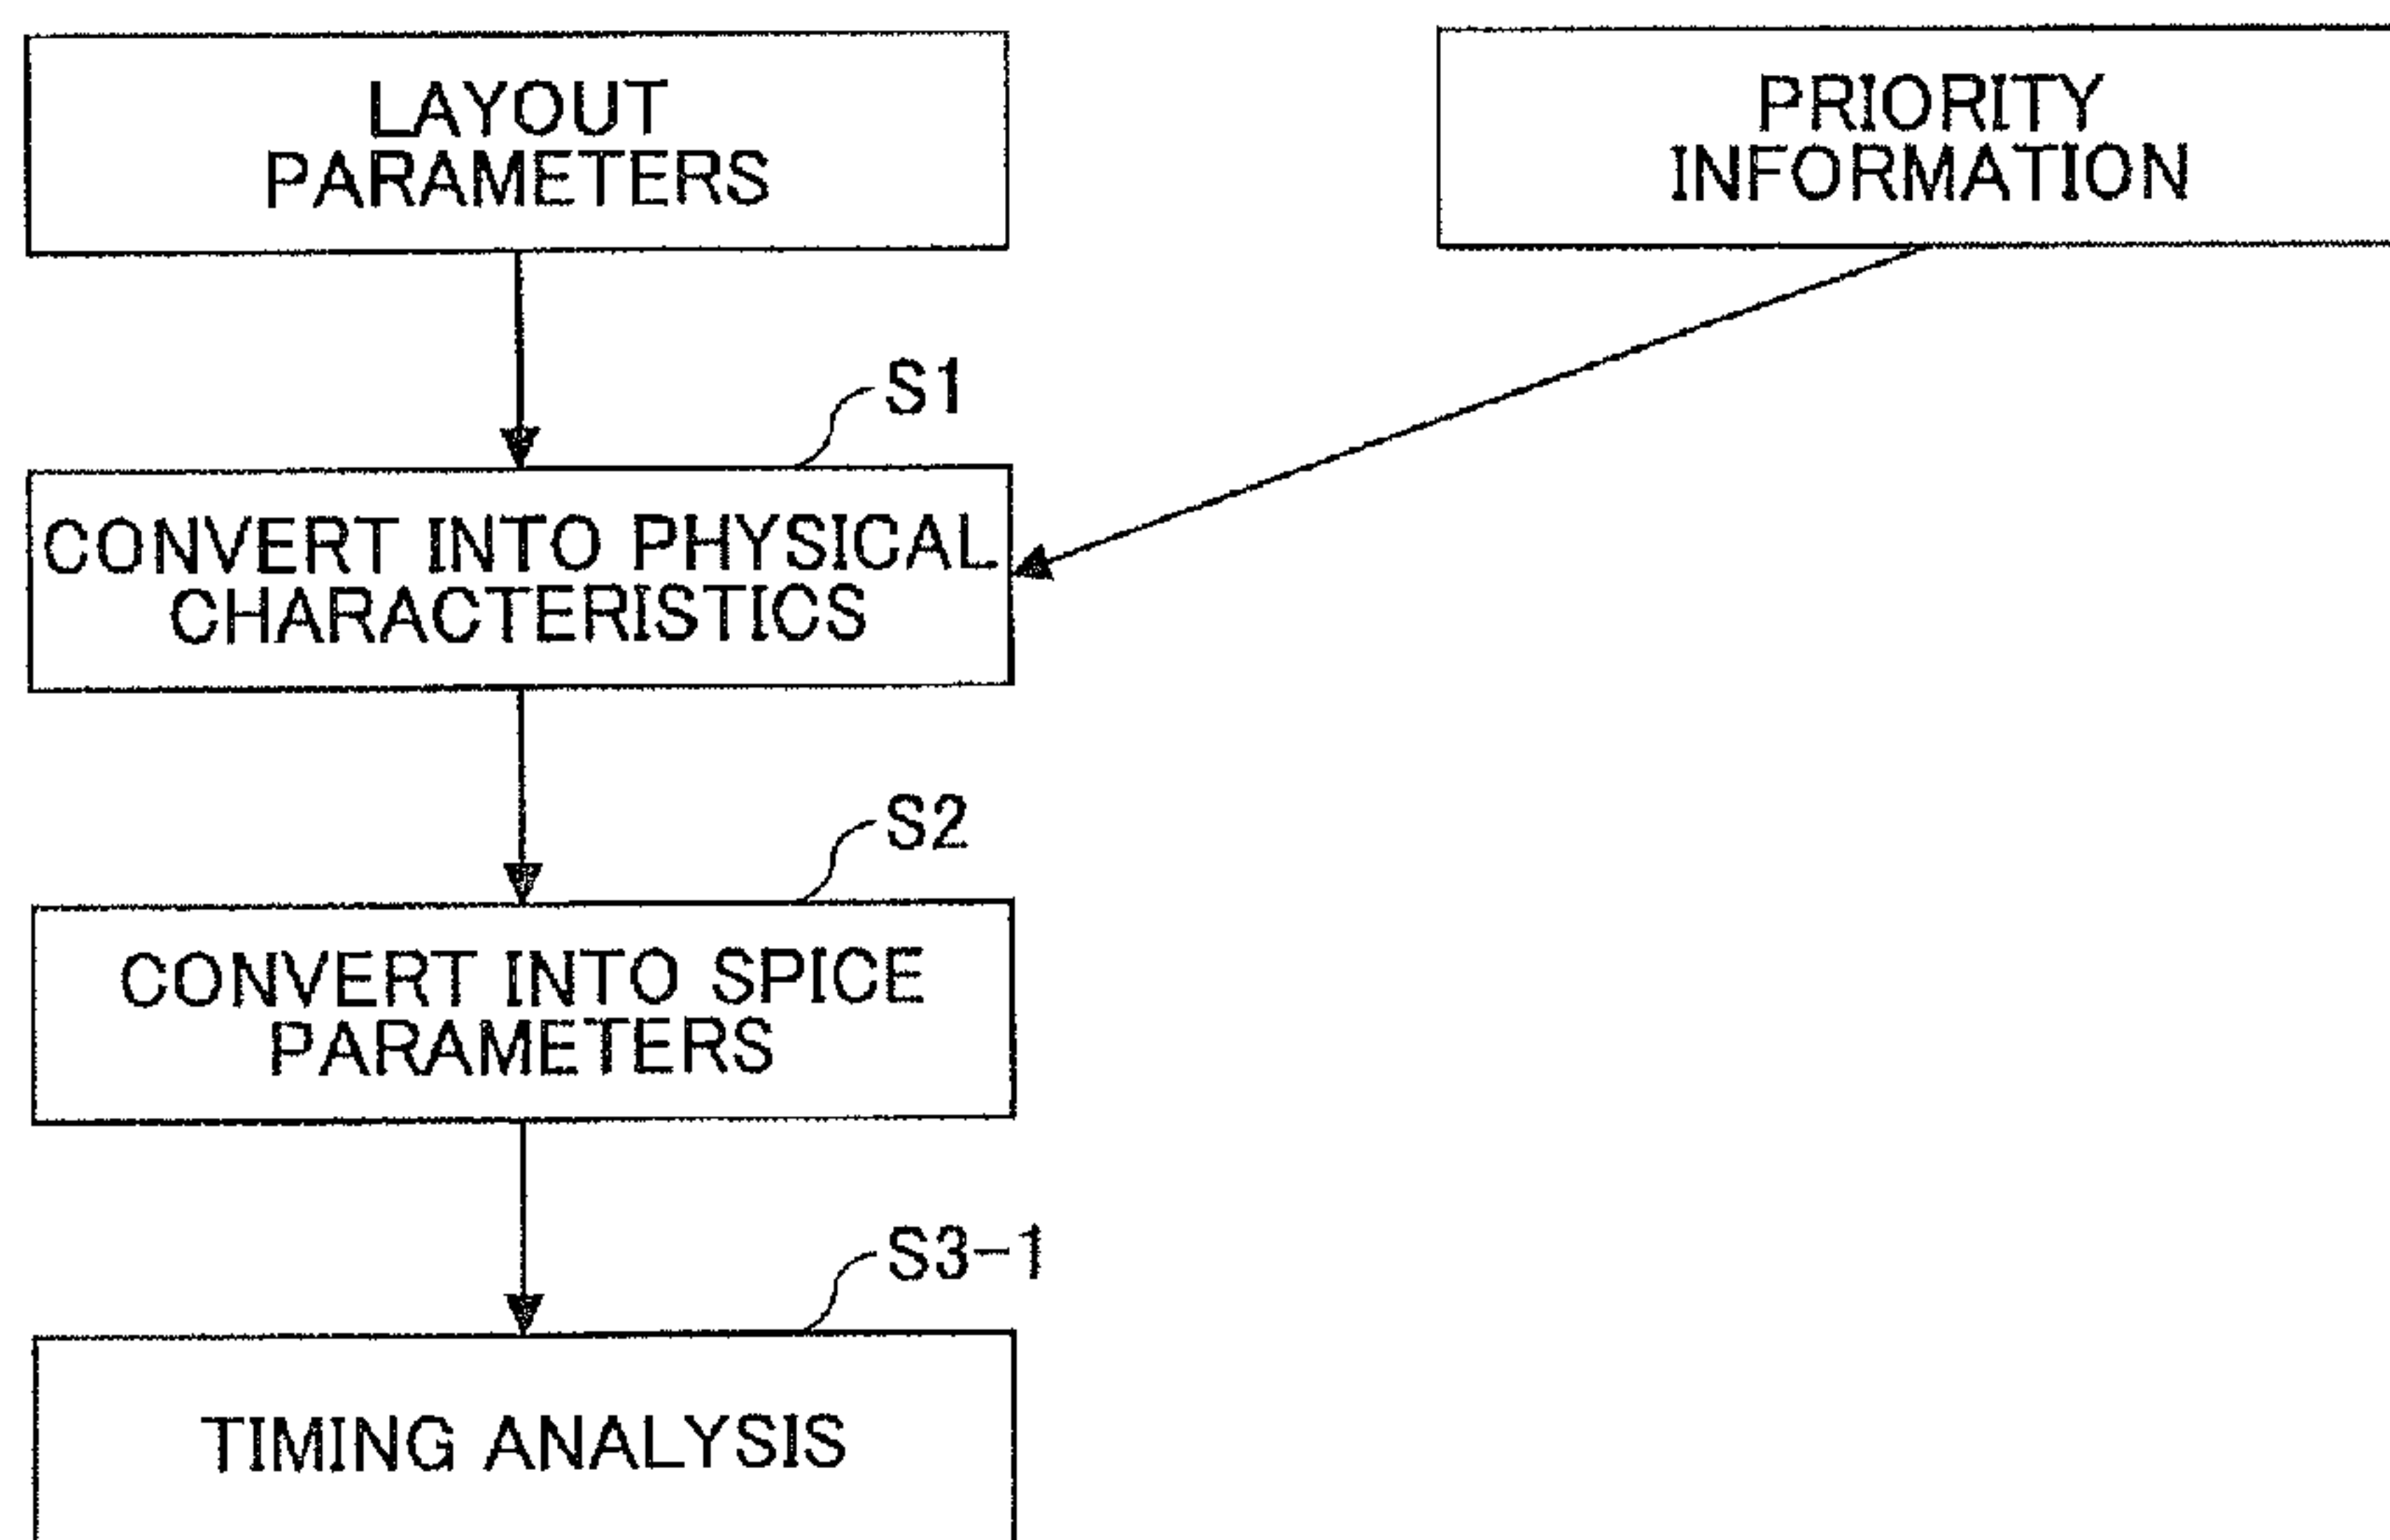 LAYOUT
PARAMETERS
PRIORITY
INFORMATION
S1
CONVERT INTO PHYSICAL
CHARACTERISTICS
S2
CONVERT INTO SPICE
PARAMETERS
S3-1
TIMING ANALYSIS